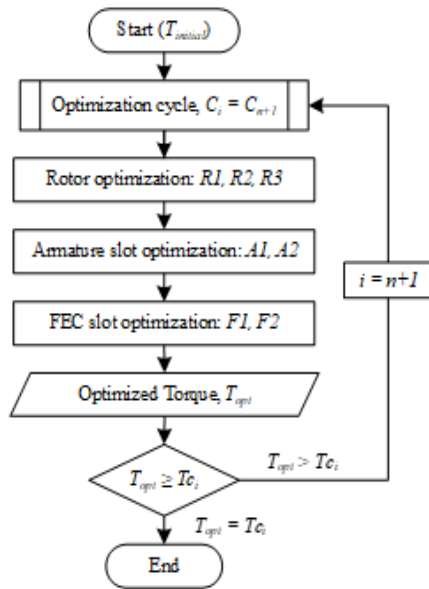 Start (T_initial)
Optimization cycle, C_i = C_n+1
Rotor optimization: R1, R2, R3
Armature slot optimization: A1, A2
i = n+1
FEC slot optimization: F1, F2
Optimized Torque, T_opt
T_opt > Tc_i
T_opt ≥ Tc_i
T_opt = Tc_i
End